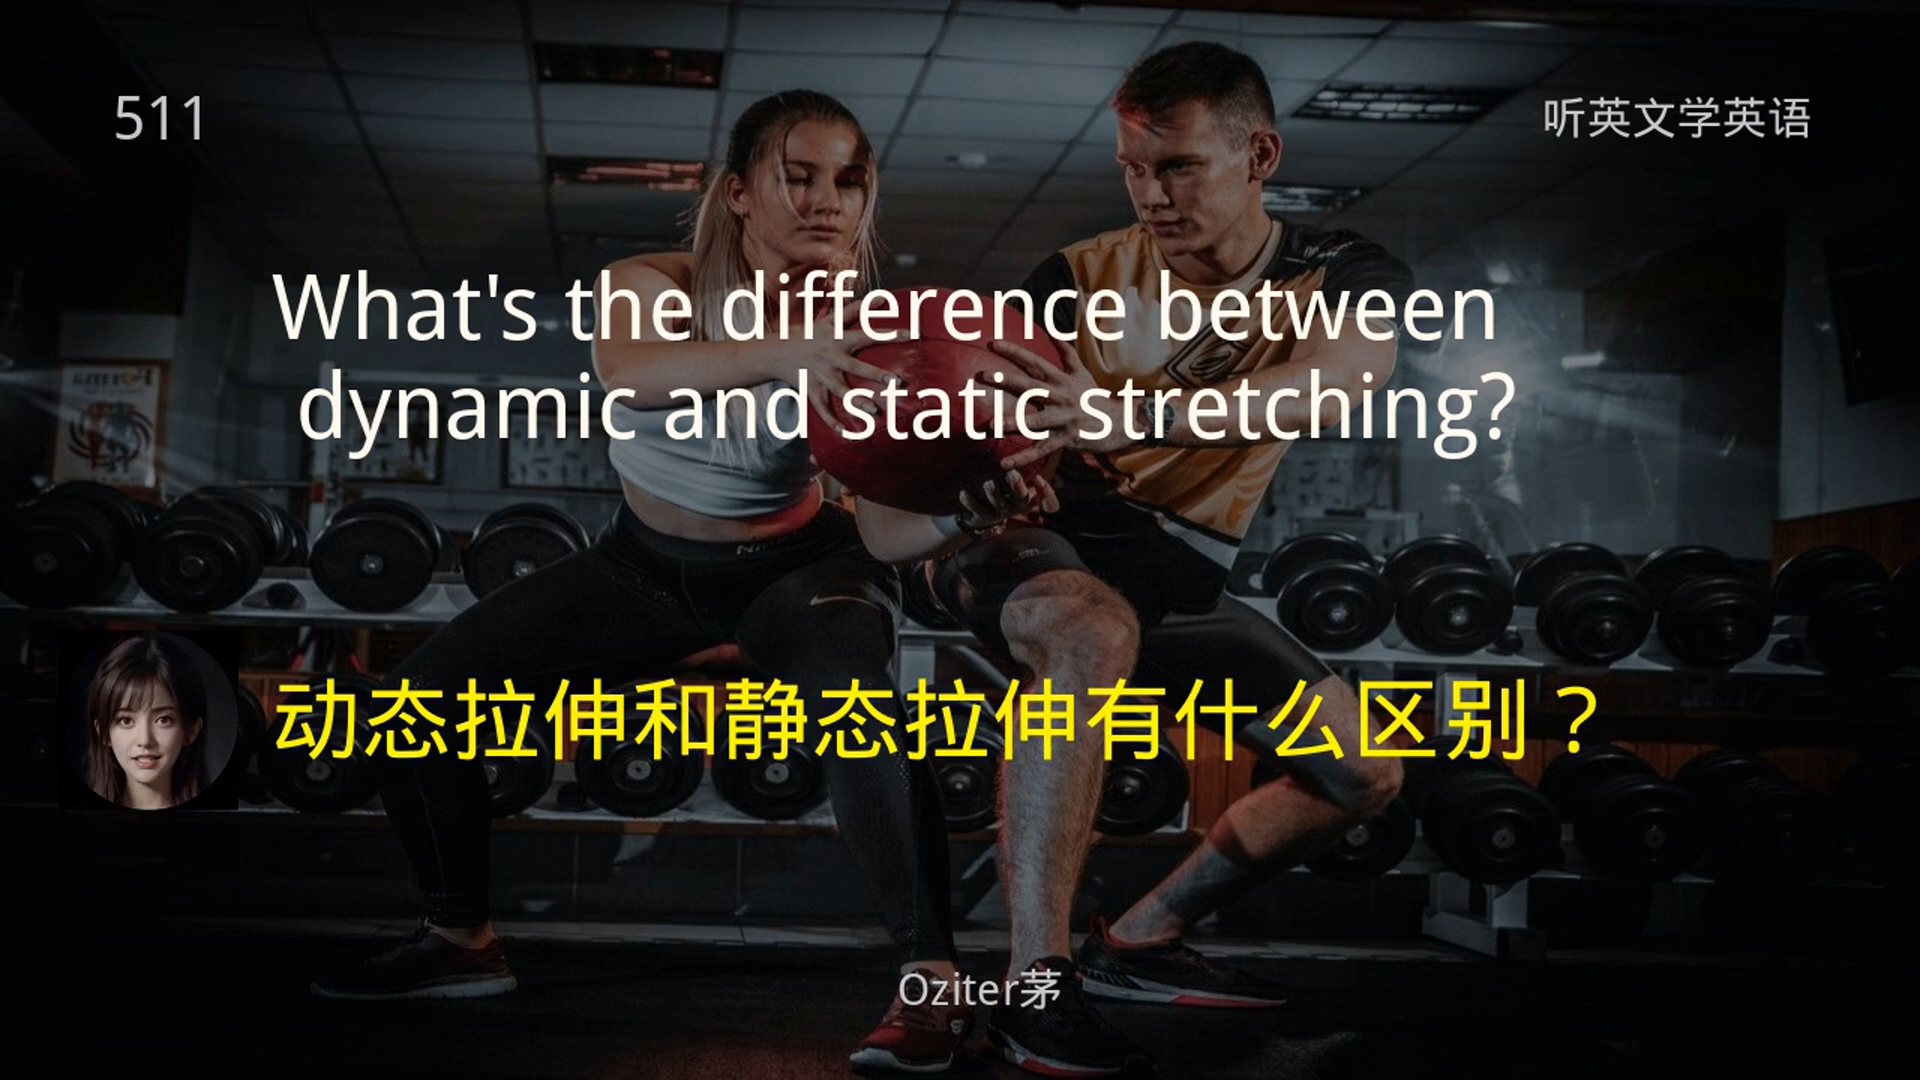 511
听英文学英语
What's the difference between
dynamic and static stretching?
动态拉伸和静态拉伸有什么区别？
Oziter茅